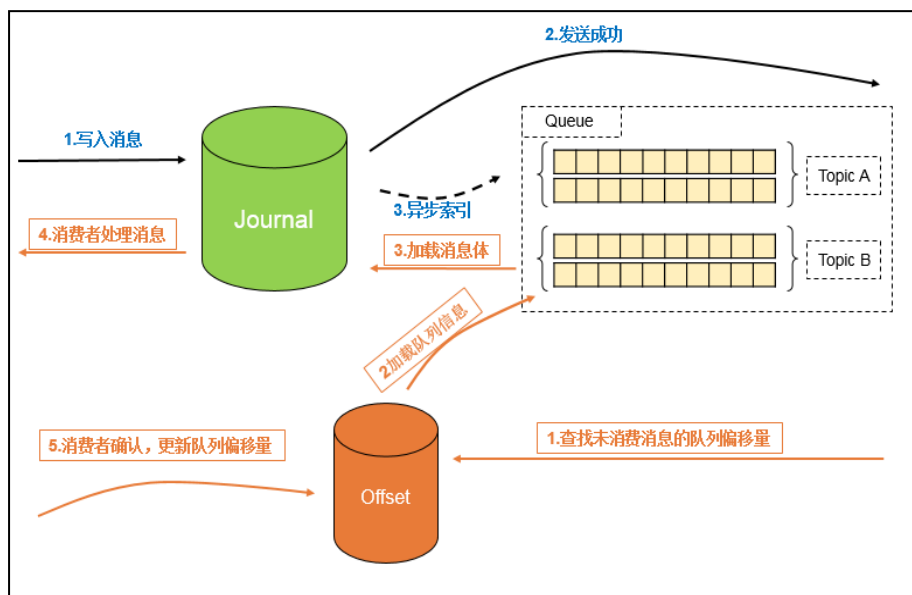 2.发送成功
Queue
1.写入消息
Topic A
Journal
3.异步索引
4.消费者处理消息
3.加载消息体
Topic B
2加载队列信息
5.消费者确认，更新队列偏移量
1.查找未消费消息的队列偏移量
Offset